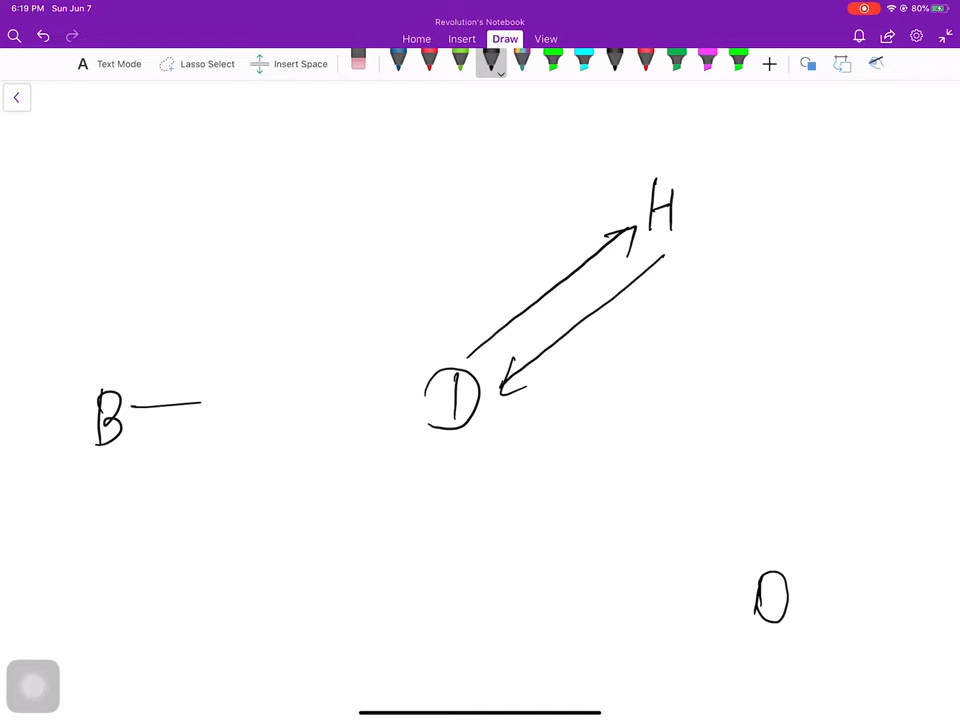 6:19 PM Sun Jun 7
80%
Revolution's Notebook
Home Insert Draw View
A Text Mode Lasso Select Insert Space
H
D
B
D